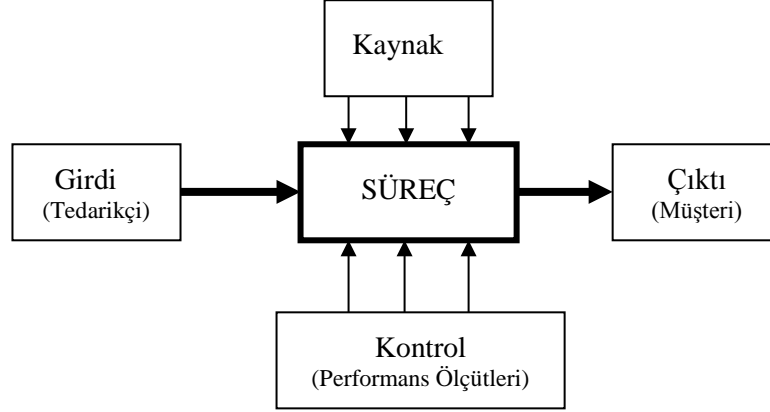 Kaynak
Girdi
(Tedarikçi)
SÜREÇ
Çıktı
(Müşteri)
Kontrol
(Performans Ölçütleri)